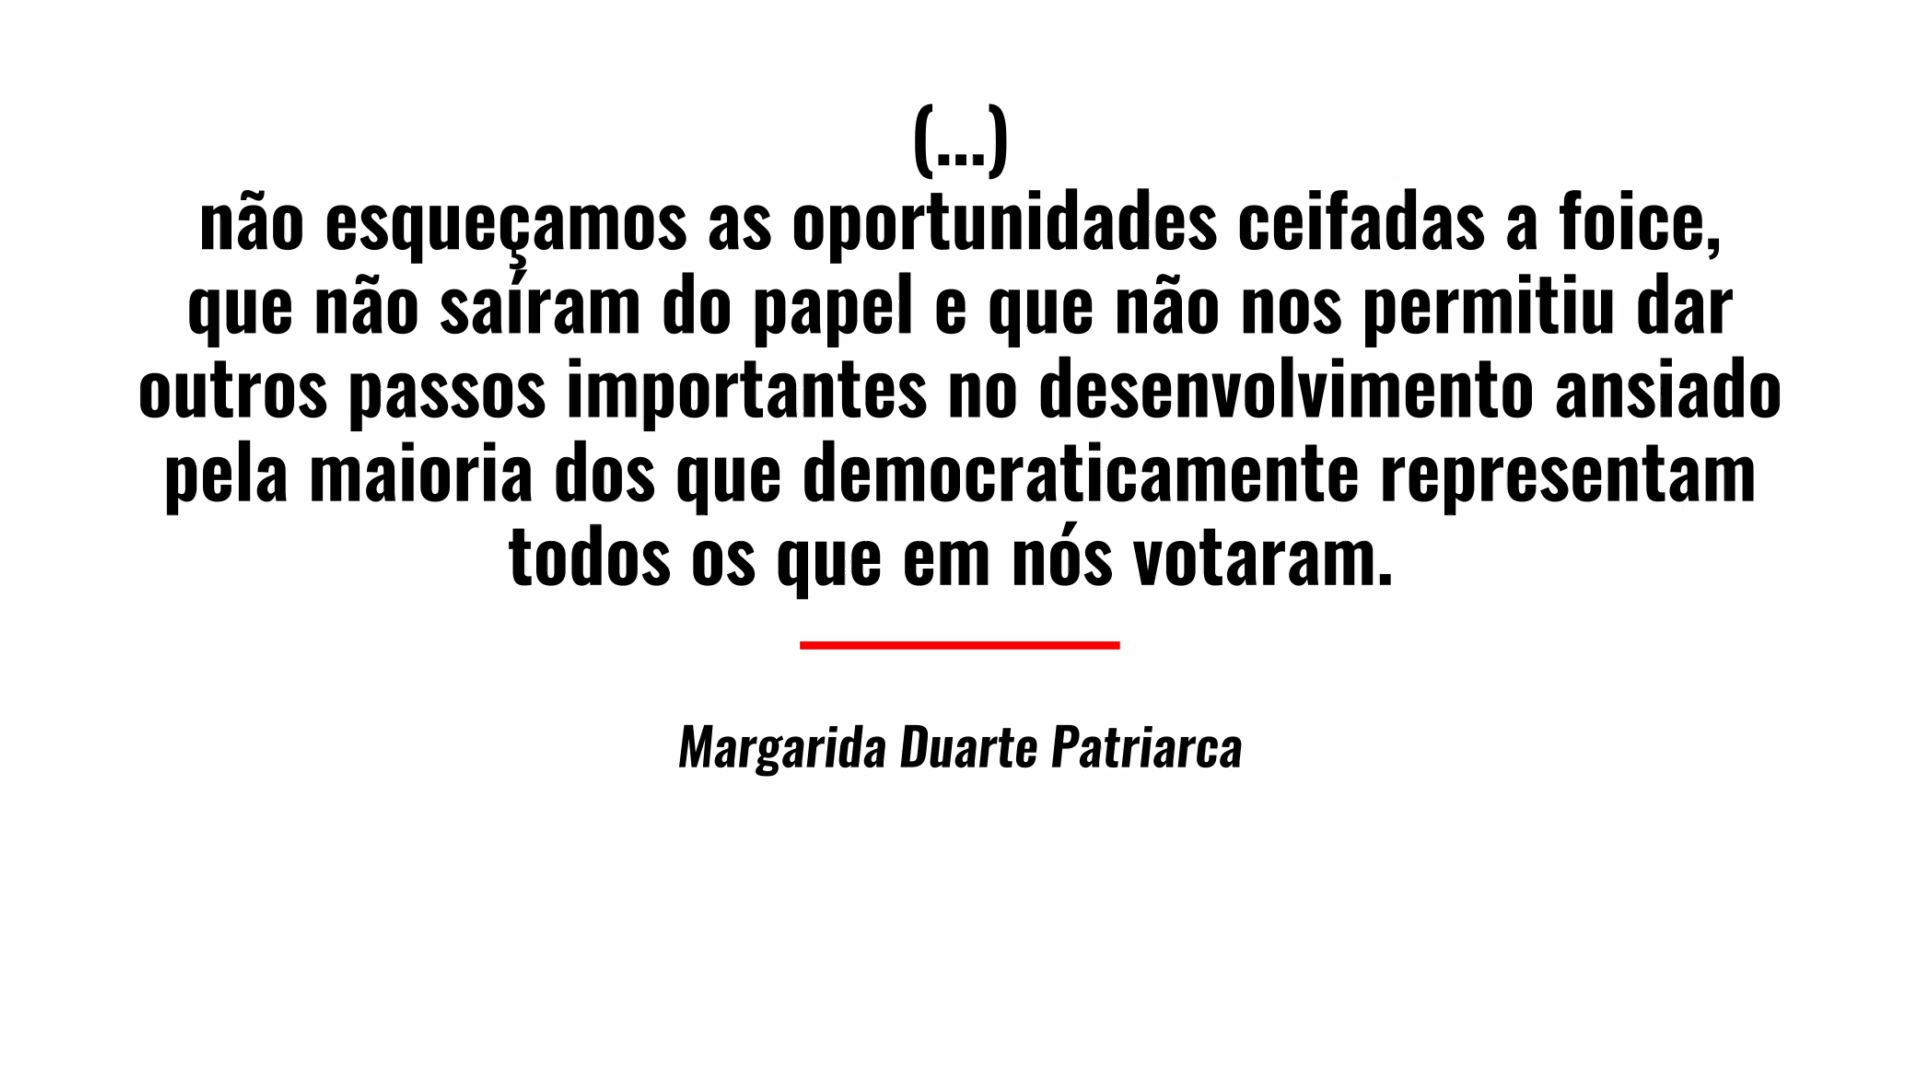 (...)
não esqueçamos as oportunidades ceifadas a foice,
que não saíram do papel e que não nos permitiu dar
outros passos importantes no desenvolvimento ansiado
pela maioria dos que democraticamente representam
todos os que em nós votaram.
Margarida Duarte Patriarca